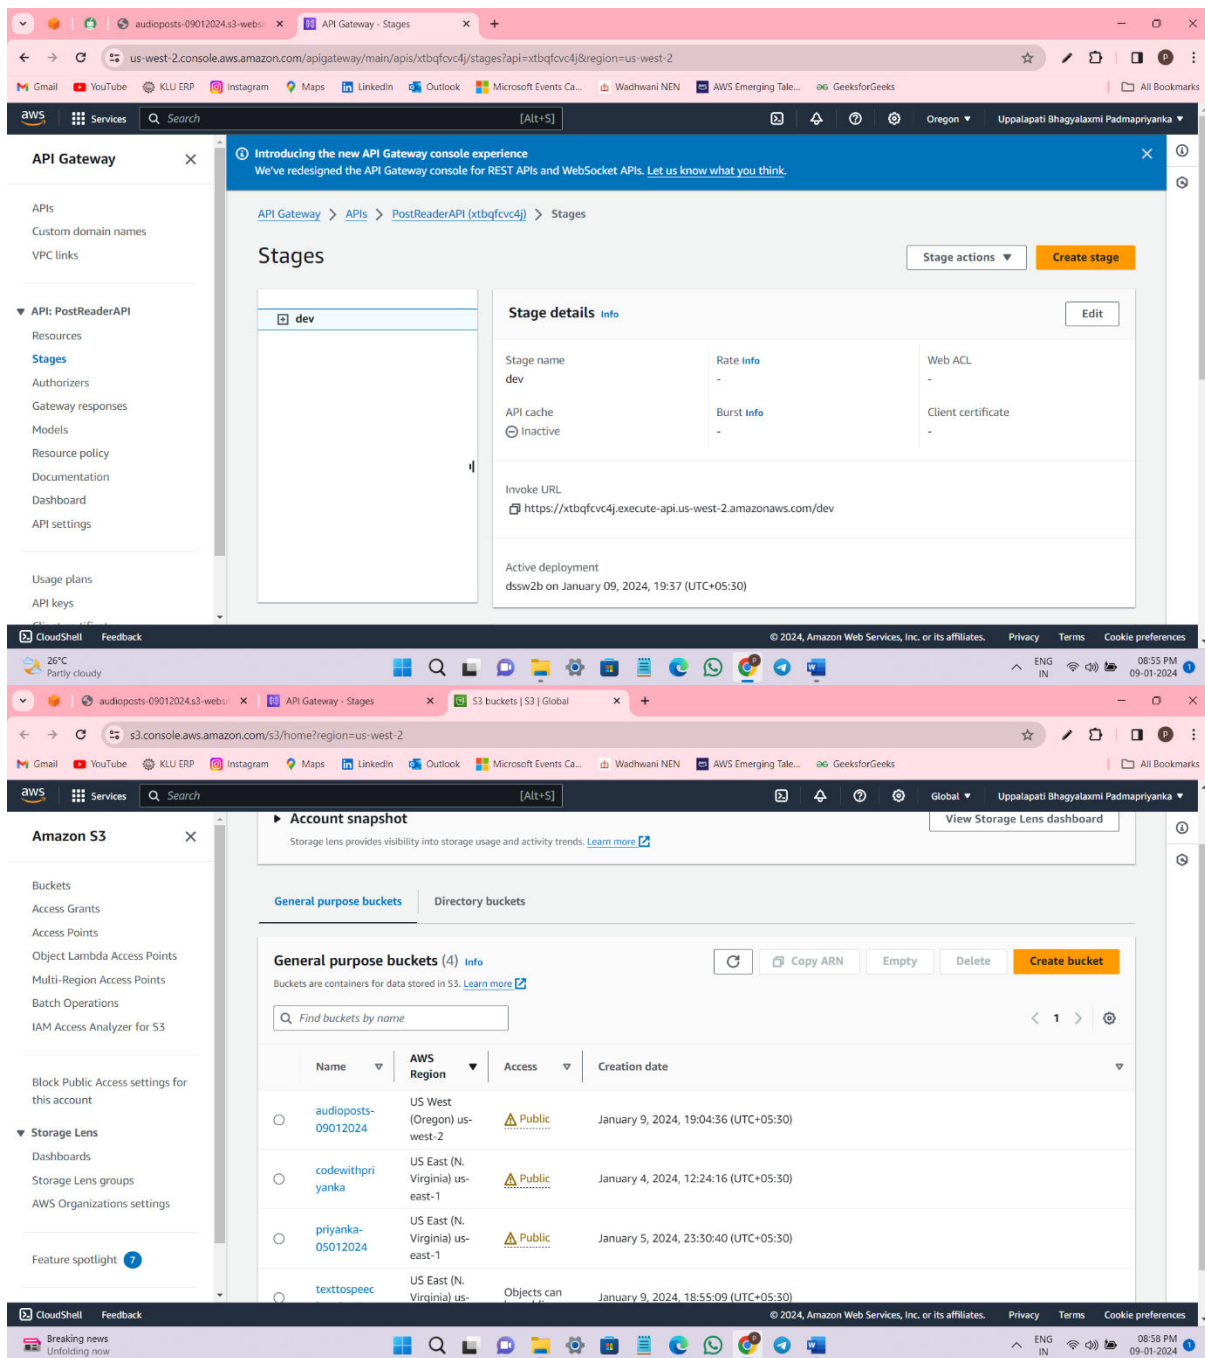 audioposts-09012024.s3-websi
API Gateway - Stages
us-west-2.console.aws.amazon.com/apigateway/main/apis/xtbqfcvc4j/stages?api=xtbqfcvc4j&region=us-west-2
P
Gmail YouTube KLU ERP Instagram Maps LinkedIn Outlook Microsoft Events Ca... Wadhwani NEN AWS Emerging Tale... GeeksforGeeks All Bookmarks
aws Services Search [Alt+S] Oregon ▼ Uppalapati Bhagyalaxmi Padmapriyanka ▼
API Gateway
Introducing the new API Gateway console experience
We've redesigned the API Gateway console for REST APIs and WebSocket APIs. Let us know what you think.
APIs
Custom domain names
VPC links
API Gateway > APIs > PostReaderAPI (xtbqfcvc4j) > Stages
Stages
Stage actions ▼
Create stage
▼ API: PostReaderAPI
Resources
Stages
Authorizers
Gateway responses
Models
Resource policy
Documentation
Dashboard
API settings
Usage plans
API keys
dev
Stage details Info
Edit
Stage name
dev
Rate Info
-
Web ACL
-
API cache
Inactive
Burst Info
-
Client certificate
-
Invoke URL
https://xtbqfcvc4j.execute-api.us-west-2.amazonaws.com/dev
Active deployment
dssw2b on January 09, 2024, 19:37 (UTC+05:30)
CloudShell Feedback © 2024, Amazon Web Services, Inc. or its affiliates. Privacy Terms Cookie preferences
26°C
Partly cloudy
ENG
IN
08:55 PM
09-01-2024
1
audioposts-09012024.s3-websi
API Gateway - Stages
S3 buckets | S3 | Global
s3.console.aws.amazon.com/s3/home?region=us-west-2
P
Gmail YouTube KLU ERP Instagram Maps LinkedIn Outlook Microsoft Events Ca... Wadhwani NEN AWS Emerging Tale... GeeksforGeeks All Bookmarks
aws Services Search [Alt+S] Global ▼ Uppalapati Bhagyalaxmi Padmapriyanka ▼
Amazon S3
Buckets
Access Grants
Access Points
Object Lambda Access Points
Multi-Region Access Points
Batch Operations
IAM Access Analyzer for S3
Block Public Access settings for
this account
▼ Storage Lens
Dashboards
Storage Lens groups
AWS Organizations settings
Feature spotlight 7
Account snapshot
Storage lens provides visibility into storage usage and activity trends. Learn more
View Storage Lens dashboard
General purpose buckets
Directory buckets
General purpose buckets (4) Info
Buckets are containers for data stored in S3. Learn more
Copy ARN
Empty
Delete
Create bucket
Find buckets by name
< 1 >
Name
AWS
Region
Access
Creation date
audioposts-
09012024
US West
(Oregon) us-
west-2
Public
January 9, 2024, 19:04:36 (UTC+05:30)
codewithpri
yanka
US East (N.
Virginia) us-
east-1
Public
January 4, 2024, 12:24:16 (UTC+05:30)
priyanka-
05012024
US East (N.
Virginia) us-
east-1
Public
January 5, 2024, 23:30:40 (UTC+05:30)
texttospeec
US East (N.
Virginia) us-
Objects can
January 9, 2024, 18:55:09 (UTC+05:30)
CloudShell Feedback © 2024, Amazon Web Services, Inc. or its affiliates. Privacy Terms Cookie preferences
Breaking news
Unfolding now
ENG
IN
08:58 PM
09-01-2024
1